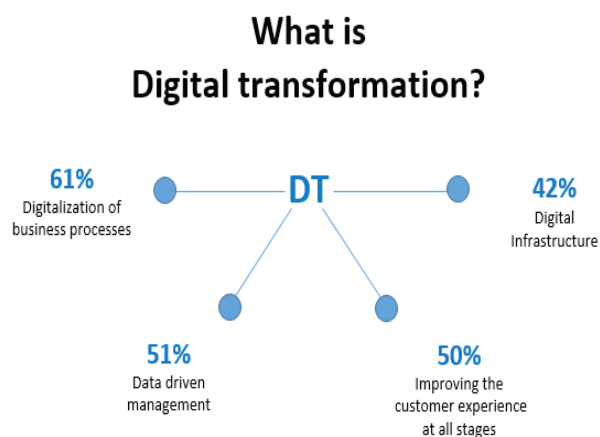 What is
Digital transformation?
DT
61%
Digitalization of
business processes
42%
Digital
Infrastructure
51%
Data driven
management
50%
Improving the
customer experience
at all stages